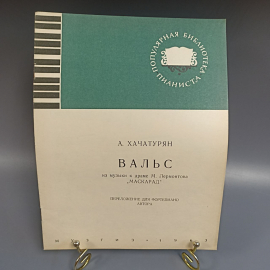 ПОПУЛЯРНАЯ БИБЛИОТЕКА ПИАНИСТА
А. ХАЧАТУРЯН
ВАЛЬС
из музыки к драме М. Лермонтова
„МАСКАРАД"
ПЕРЕЛОЖЕНИЕ ДЛЯ ФОРТЕПИАНО
АВТОРА